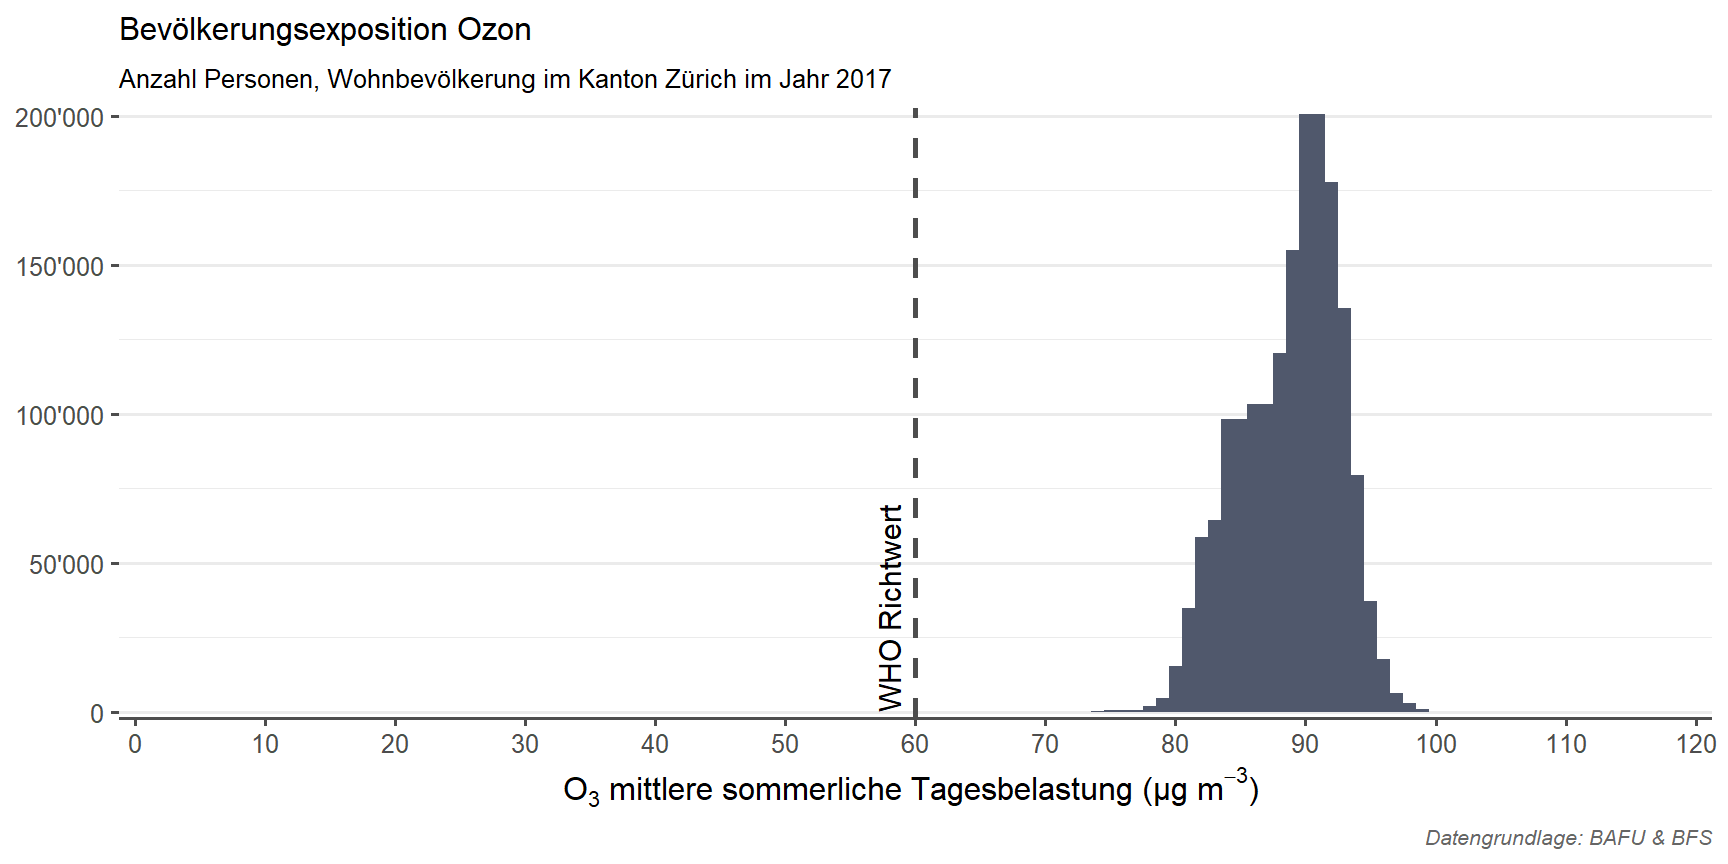 Bevölkerungsexposition Ozon
Anzahl Personen, Wohnbevölkerung im Kanton Zürich im Jahr 2017
200'000
150'000
100'000
50'000
0
WHO Richtwert
0 10 20 30 40 50 60 70 80 90 100 110 120
O₃ mittlere sommerliche Tagesbelastung (µg m⁻³)
Datengrundlage: BAFU & BFS